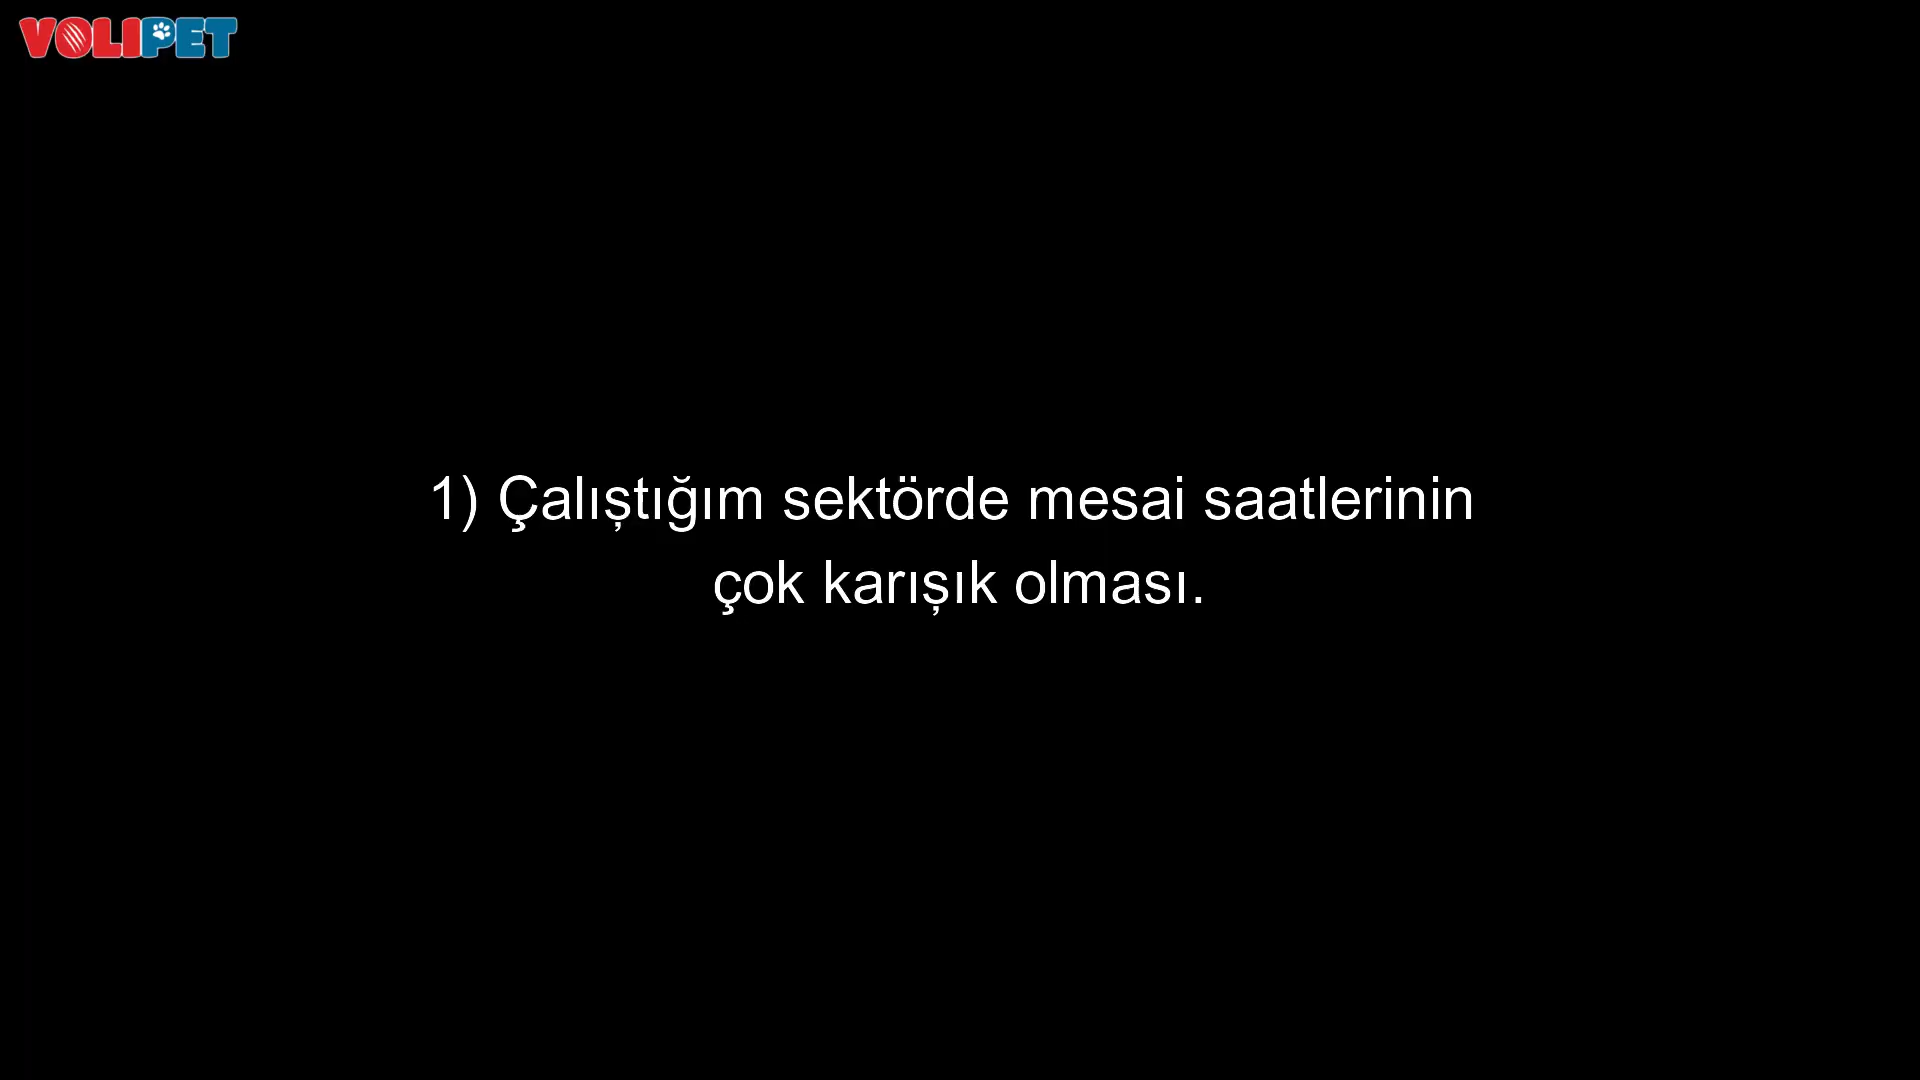 VOLIPET
1) Çalıştığım sektörde mesai saatlerinin
çok karışık olması.